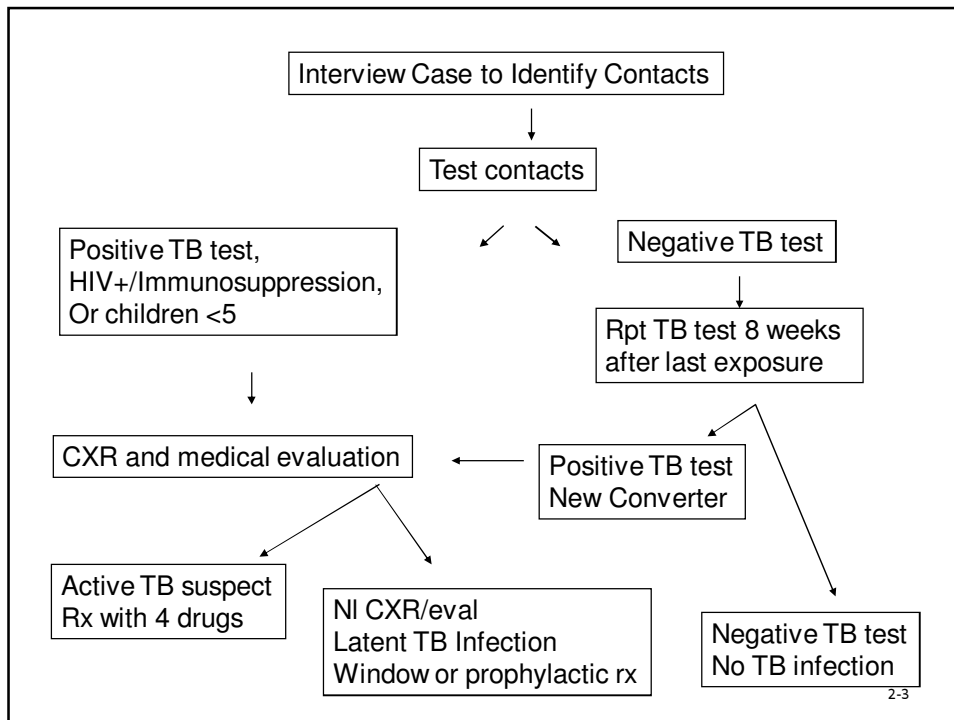 Interview Case to Identify Contacts
Test contacts
Positive TB test,
HIV+/Immunosuppression,
Or children <5
Negative TB test
Rpt TB test 8 weeks
after last exposure
CXR and medical evaluation
Positive TB test
New Converter
Active TB suspect
Rx with 4 drugs
Nl CXR/eval
Latent TB Infection
Window or prophylactic rx
Negative TB test
No TB infection
2-3